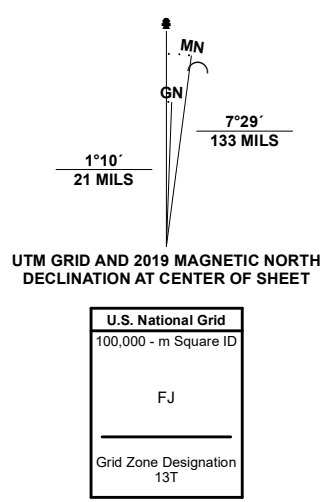 MN
GN
7°29´
133 MILS
1°10´
21 MILS
UTM GRID AND 2019 MAGNETIC NORTH
DECLINATION AT CENTER OF SHEET
U.S. National Grid
100,000 - m Square ID
FJ
Grid Zone Designation
13T